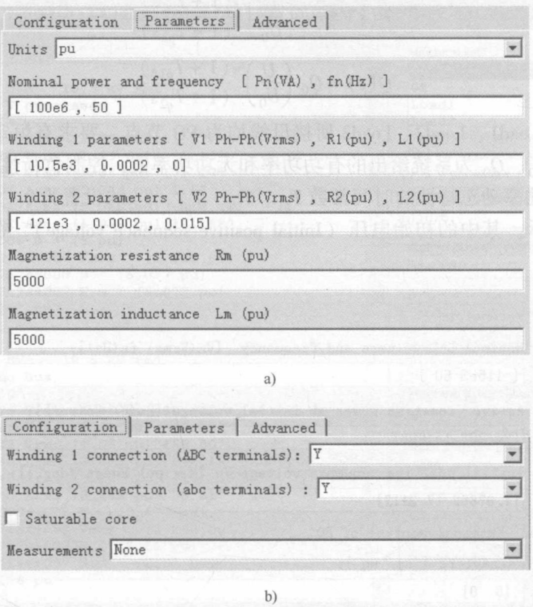 Configuration Parameters Advanced
Units pu
Nominal power and frequency [ Pn(VA) , fn(Hz) ]
[ 100e6 , 50 ]
Winding 1 parameters [ V1 Ph-Ph(Vrms) , R1(pu) , L1(pu) ]
[ 10.5e3 , 0.0002 , 0]
Winding 2 parameters [ V2 Ph-Ph(Vrms) , R2(pu) , L2(pu) ]
[ 121e3 , 0.0002 , 0.015]
Magnetization resistance Rm (pu)
5000
Magnetization inductance Lm (pu)
5000
a)
Configuration Parameters Advanced
Winding 1 connection (ABC terminals): Y
Winding 2 connection (abc terminals) : Y
Saturable core
Measurements None
b)